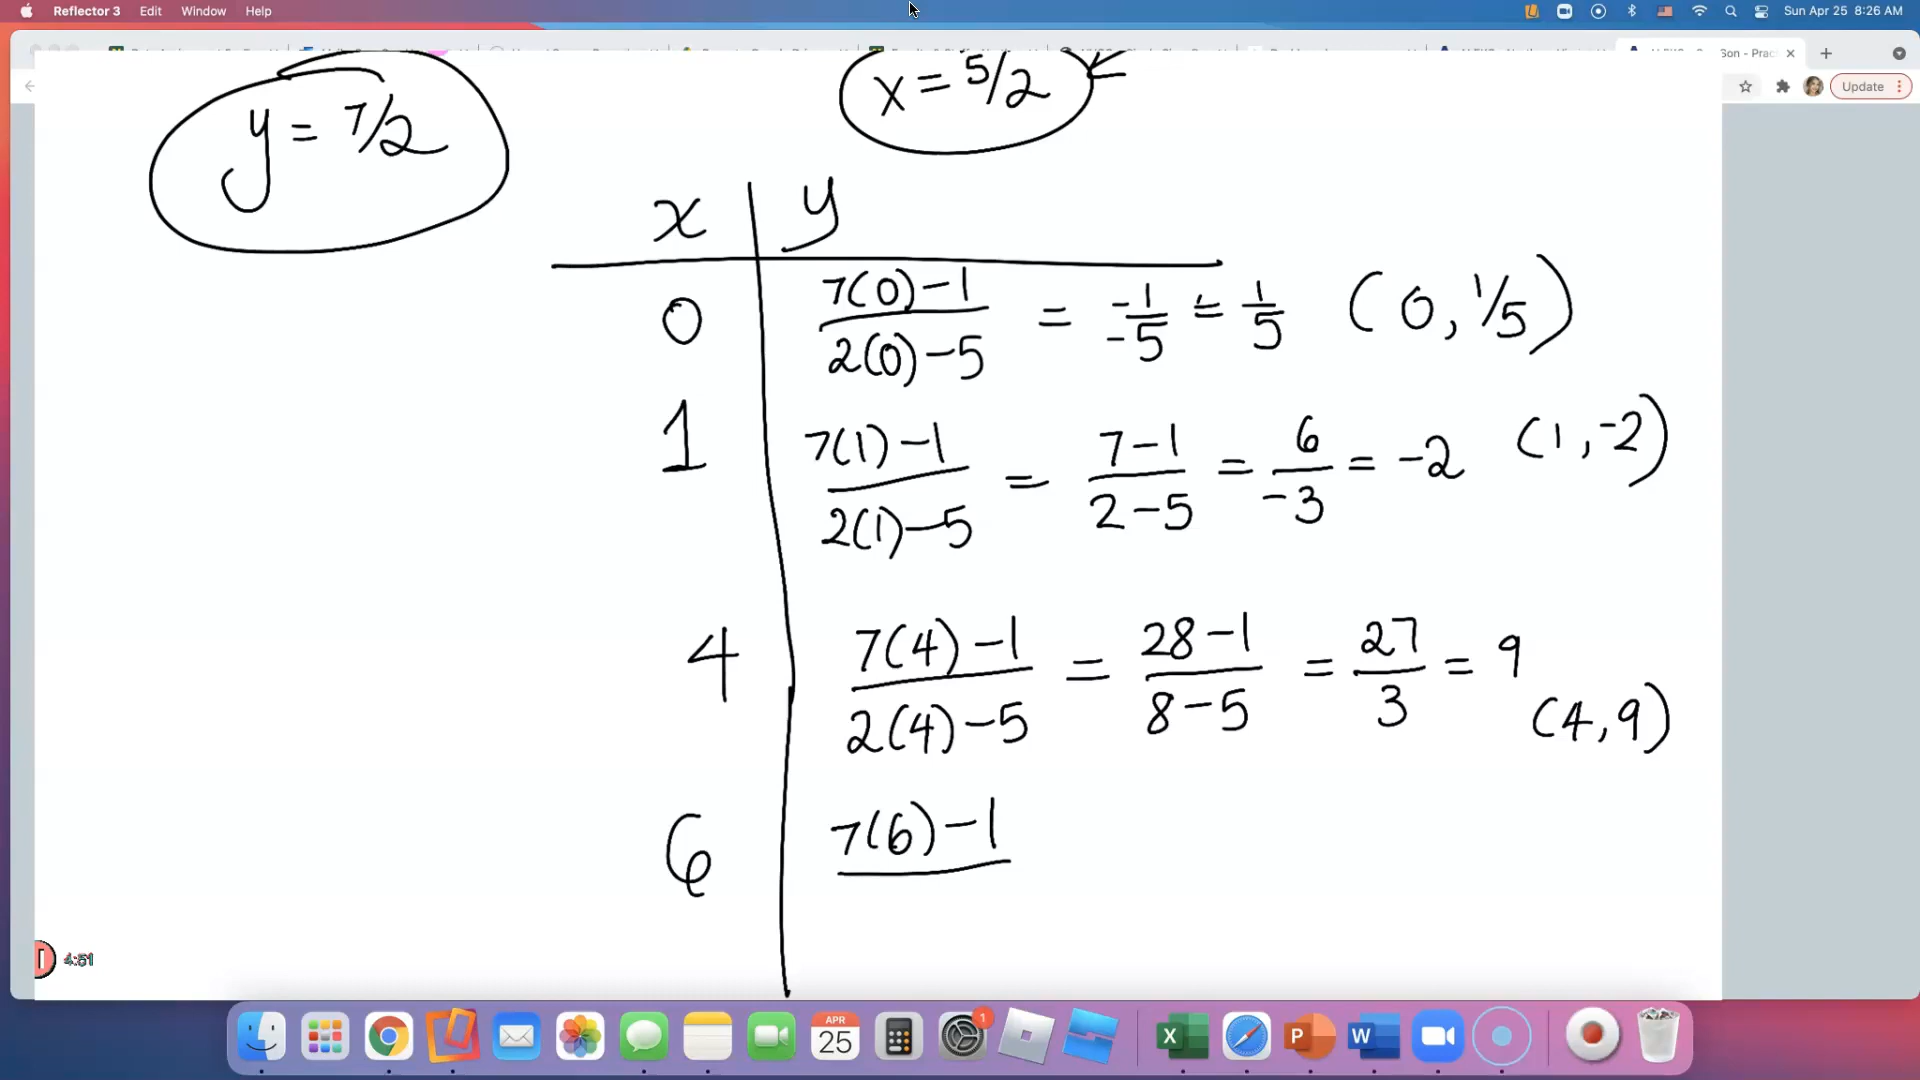 Reflector 3 Edit Window Help Sun Apr 25 8:26 AM
Son - Prac
Update
y = 7/2
x = 5/2
x y
0 7(0)-1 / 2(0)-5 = -1/-5 = 1/5 (0, 1/5)
1 7(1)-1 / 2(1)-5 = 7-1 / 2-5 = 6/-3 = -2 (1, -2)
4 7(4)-1 / 2(4)-5 = 28-1 / 8-5 = 27/3 = 9
(4, 9)
6 7(6)-1
4:51
APR
25
1
X P W